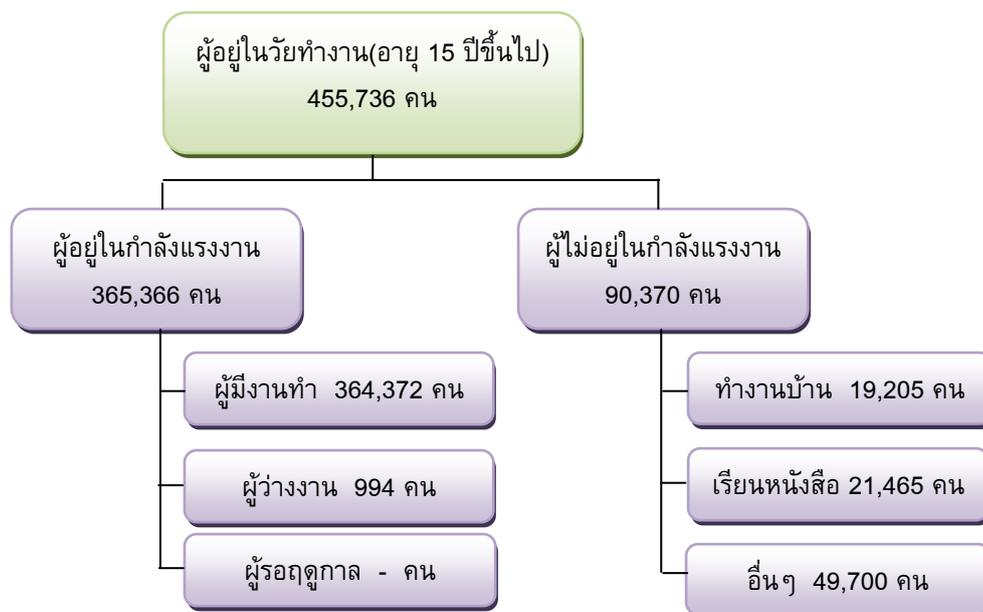 ผู้อยู่ในวัยทำงาน(อายุ 15 ปีขึ้นไป)
455,736 คน
ผู้อยู่ในกำลังแรงงาน
365,366 คน
ผู้มีงานทำ 364,372 คน
ผู้ว่างงาน 994 คน
ผู้รอฤดูกาล - คน
ผู้ไม่อยู่ในกำลังแรงงาน
90,370 คน
ทำงานบ้าน 19,205 คน
เรียนหนังสือ 21,465 คน
อื่นๆ 49,700 คน